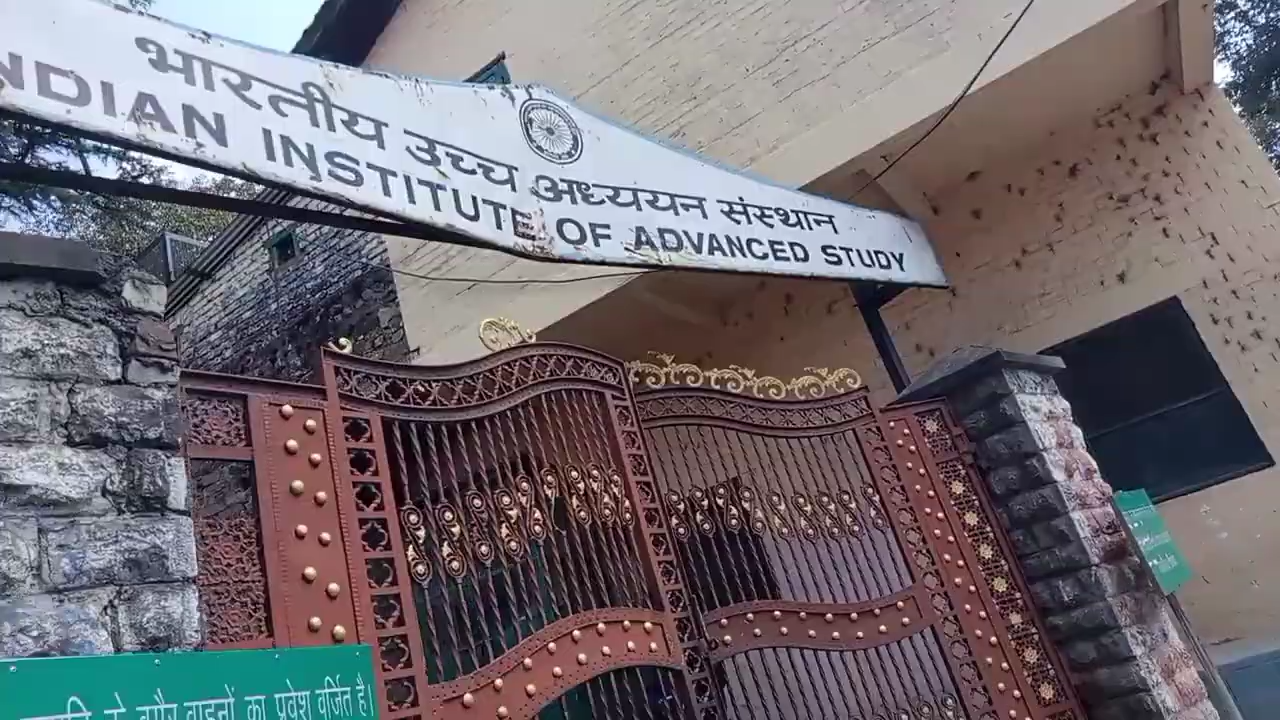 भारतीय उच्च अध्ययन संस्थान
NDIAN INSTITUTE OF ADVANCED STUDY
वाहनों का प्रवेश वर्जित है।